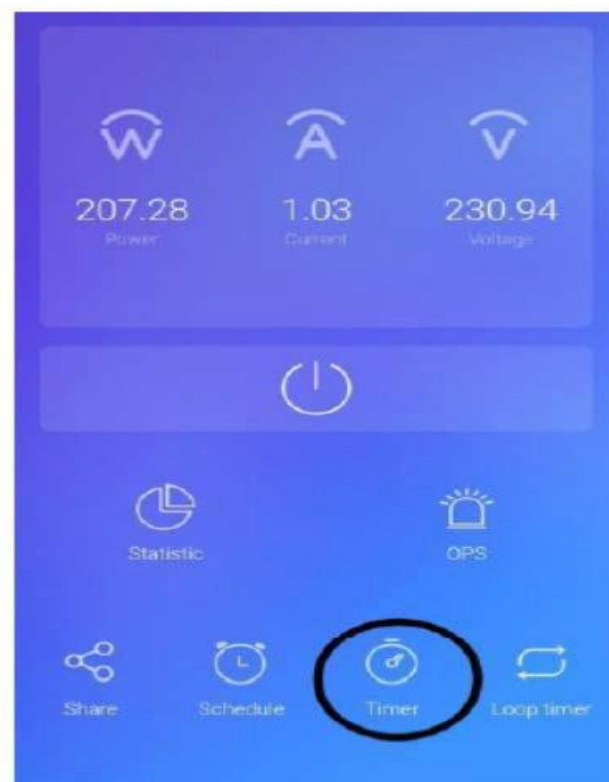 W A V
207.28 1.03 230.94
Power Current Voltage
Statistic OPS
Share Schedule Timer Loop timer